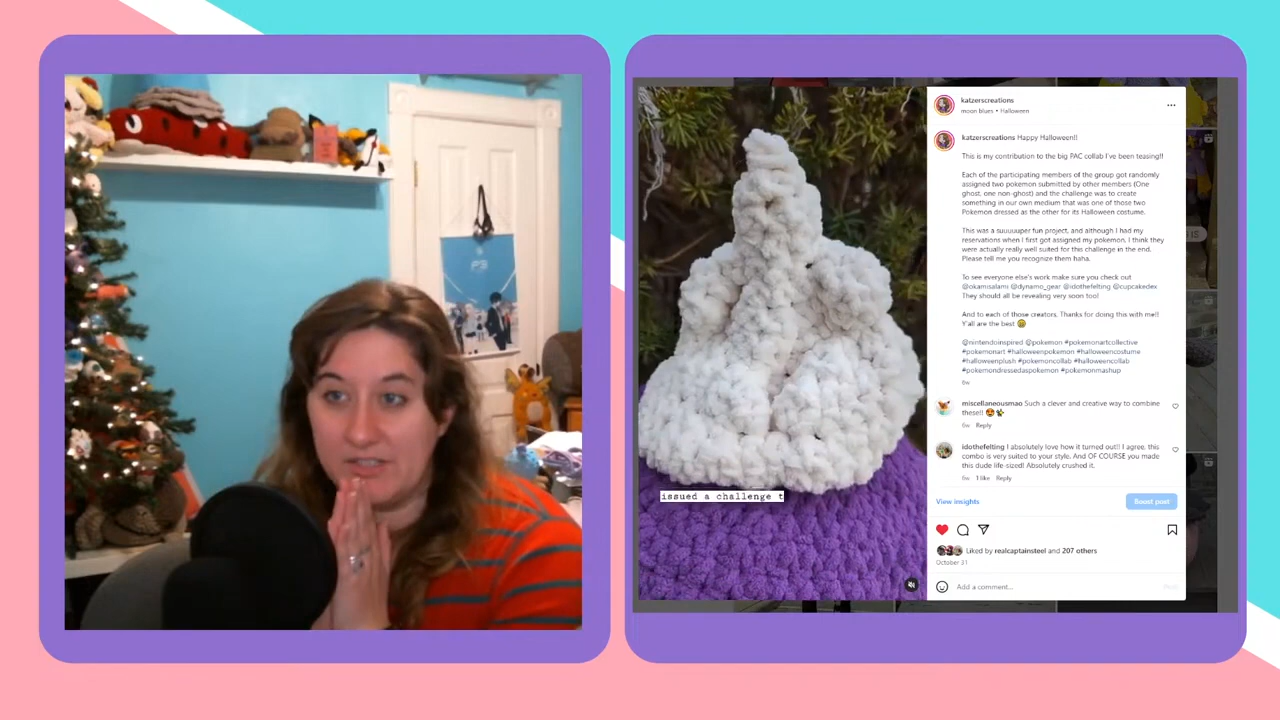 katzerscreations
moon blues • Halloween
katzerscreations Happy Halloween!!
This is my contribution to the big PAC collab I've been teasing!!
Each of the participating members of the group got randomly
assigned two pokemon submitted by other members (One
ghost, one non-ghost) and the challenge was to create
something in our own medium that was one of those two
Pokemon dressed as the other for its Halloween costume.
This was a suuuuuper fun project, and although I had my
reservations when I first got assigned my pokemon, I think they
were actually really well suited for this challenge in the end.
Please tell me you recognize them haha.
To see everyone else's work make sure you check out
@okamisalami @dynamo_gear @idothefelting @cupcakedex
They should all be revealing very soon too!
And to each of those creators, Thanks for doing this with me!!
Y'all are the best
@nintendoinspired @pokemon #pokemonartcollective
#pokemonart #halloweenpokemon #halloweencostume
#halloweenplush #pokemoncollab #halloweencollab
#pokemondressedaspokemon #pokemonmashup
6w
miscellaneousmao Such a clever and creative way to combine
these!!
6w Reply
idothefelting I absolutely love how it turned out!! I agree, this
combo is very suited to your style. And OF COURSE you made
this dude life-sized! Absolutely crushed it.
6w 1 like Reply
issued a challenge t
View insights
Boost post
Liked by realcaptainsteel and 207 others
October 31
Add a comment...